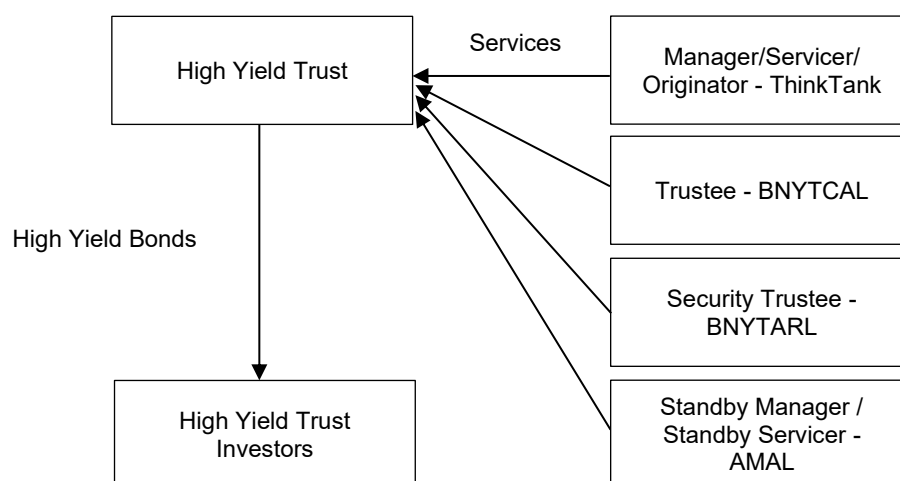 Services
High Yield Trust
Manager/Servicer/
Originator - ThinkTank
Trustee - BNYTCAL
High Yield Bonds
Security Trustee -
BNYTARL
High Yield Trust
Investors
Standby Manager /
Standby Servicer -
AMAL